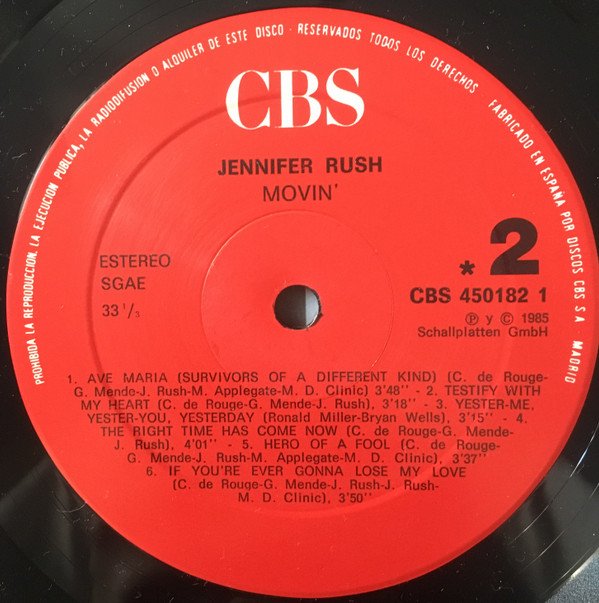 PROHIBIDA LA REPRODUCCION, LA EJECUCION PUBLICA, LA RADIODIFUSION O ALQUILER DE ESTE DISCO · RESERVADOS TODOS LOS DERECHOS · FABRICADO EN ESPAÑA POR DISCOS CBS S A MADRID
CBS
JENNIFER RUSH
MOVIN'
ESTEREO
SGAE
33 1/3
* 2
CBS 450182 1
Ⓟ y © 1985
Schallplatten GmbH
1. AVE MARIA (SURVIVORS OF A DIFFERENT KIND) (C. de Rouge-
G. Mende-J. Rush-M. Applegate-M. D. Clinic) 3'48'' - 2. TESTIFY WITH
MY HEART (C. de Rouge-G. Mende-J. Rush), 3'18'' - 3. YESTER-ME,
YESTER-YOU, YESTERDAY (Ronald Miller-Bryan Wells), 3'15'' - 4.
THE RIGHT TIME HAS COME NOW (C. de Rouge-G. Mende-
J. Rush), 4'01'' - 5. HERO OF A FOOL (C. de Rouge-
G. Mende-J. Rush-M. Applegate-M. D. Clinic), 3'37''
6. IF YOU'RE EVER GONNA LOSE MY LOVE
(C. de Rouge-G. Mende-J. Rush-J. Rush-
M. D. Clinic), 3'50''